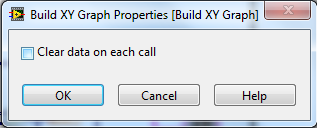 Build XY Graph Properties [Build XY Graph]
Clear data on each call
OK Cancel Help